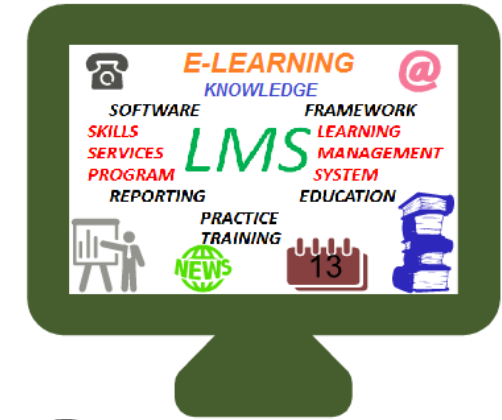 @
E-LEARNING
KNOWLEDGE
SOFTWARE
FRAMEWORK
SKILLS
SERVICES
PROGRAM
LMS
LEARNING
MANAGEMENT
SYSTEM
REPORTING
EDUCATION
PRACTICE
TRAINING
NEWS
13